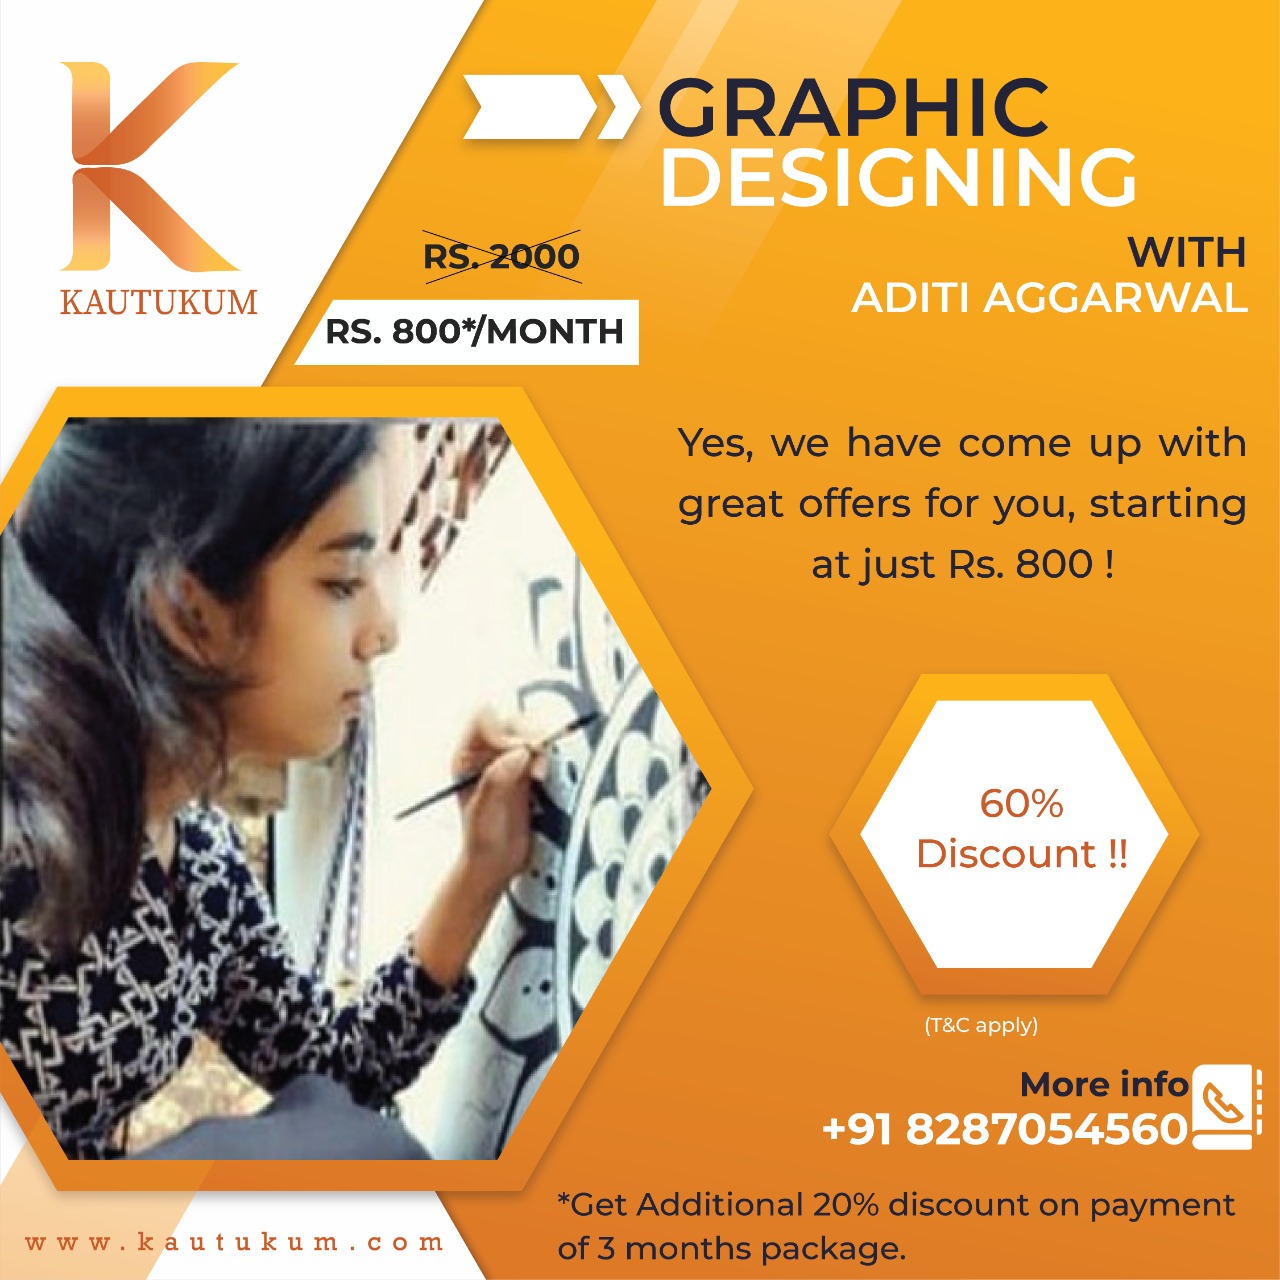 KAUTUKUM
GRAPHIC
DESIGNING
WITH
ADITI AGGARWAL
RS. 2000
RS. 800*/MONTH
Yes, we have come up with
great offers for you, starting
at just Rs. 800 !
60%
Discount !!
(T&C apply)
More info
+91 8287054560
*Get Additional 20% discount on payment
of 3 months package.
www.kautukum.com